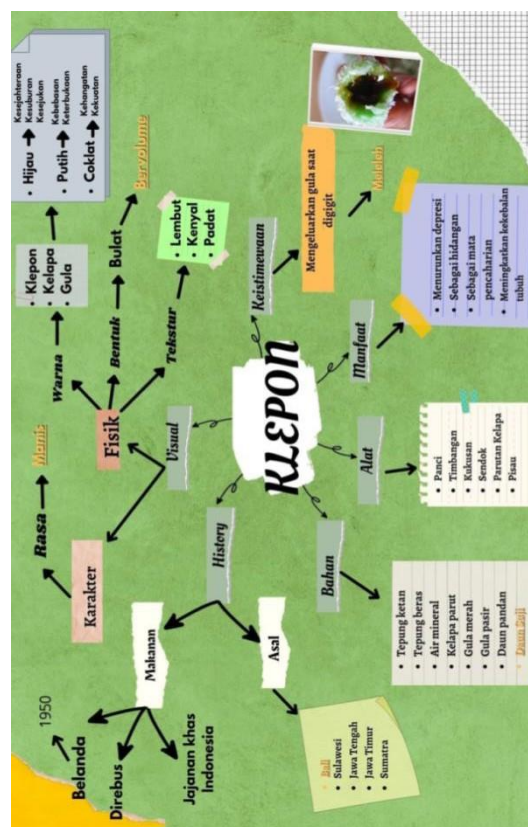 KLEPON
History
Makanan
Belanda
1950
Direbus
Jajanan khas
Indonesia
Asal
• Bali
• Sulawesi
• Jawa Tengah
• Jawa Timur
• Sumatra
Visual
Karakter
Rasa
Manis
Fisik
Warna
• Klepon
• Kelapa
• Gula
• Hijau
Kesejahteraan
Kesuburan
Kesejukan
• Putih
Kebebasan
Keterbukaan
• Coklat
Kehangatan
Kekuatan
Bentuk
Bulat
Bervolume
Tekstur
• Lembut
• Kenyal
• Padat
Keistimewaan
Mengeluarkan gula saat
digigit
Meleleh
Manfaat
• Menurunkan depresi
• Sebagai hidangan
• Sebagai mata
pencaharian
• Meningkatkan kekebalan
tubuh
Alat
• Panci
• Timbangan
• Kukusan
• Sendok
• Parutan Kelapa
• Pisau
Bahan
• Tepung ketan
• Tepung beras
• Air mineral
• Kelapa parut
• Gula merah
• Gula pasir
• Daun pandan
• Daun Suji